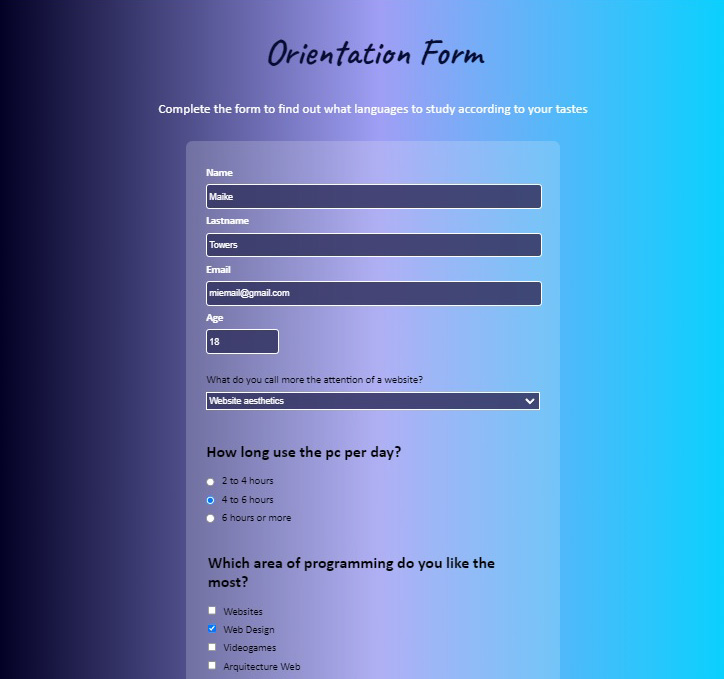 Orientation Form
Complete the form to find out what languages to study according to your tastes
Name
Maike
Lastname
Towers
Email
miemail@gmail.com
Age
18
What do you call more the attention of a website?
Website aesthetics
How long use the pc per day?
2 to 4 hours
4 to 6 hours
6 hours or more
Which area of programming do you like the
most?
Websites
Web Design
Videogames
Arquitecture Web